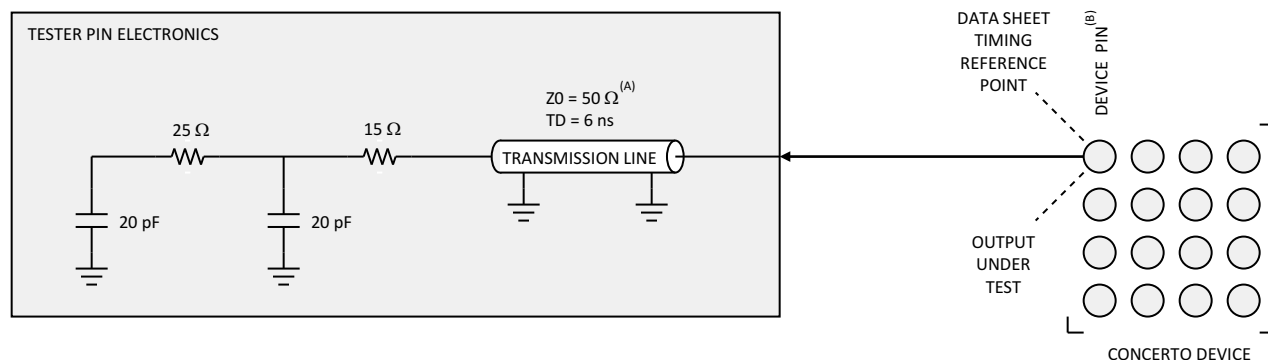 TESTER PIN ELECTRONICS
Z0 = 50 Ω(A)
TD = 6 ns
25 Ω
15 Ω
TRANSMISSION LINE
20 pF
20 pF
DATA SHEET
TIMING
REFERENCE
POINT
DEVICE PIN(B)
OUTPUT
UNDER
TEST
CONCERTO DEVICE